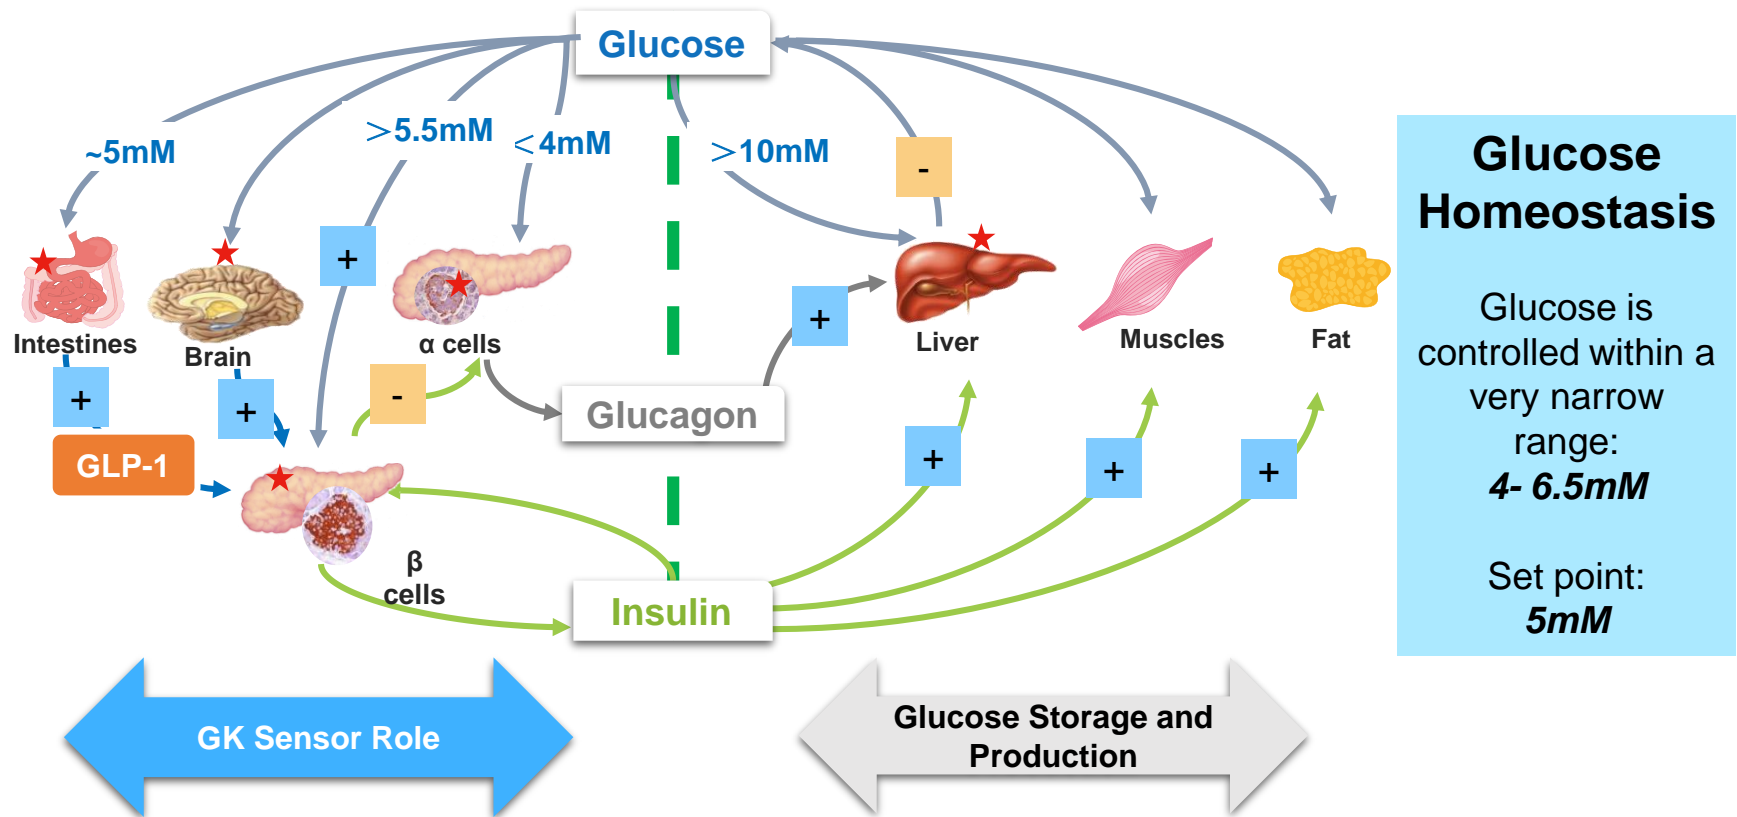 Glucose
~5mM
>5.5mM
<4mM
>10mM
-
+
+
Intestines
Brain
α cells
Liver
Muscles
Fat
+
+
-
Glucagon
GLP-1
+
+
+
β
cells
Insulin
GK Sensor Role
Glucose Storage and
Production
Glucose
Homeostasis
Glucose is
controlled within a
very narrow
range:
4- 6.5mM
Set point:
5mM